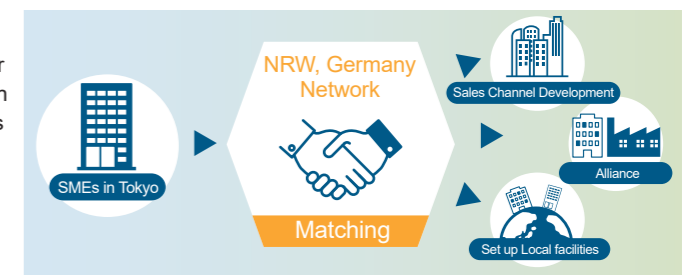 SMEs in Tokyo
NRW, Germany
Network
Matching
Sales Channel Development
Alliance
Set up Local facilities